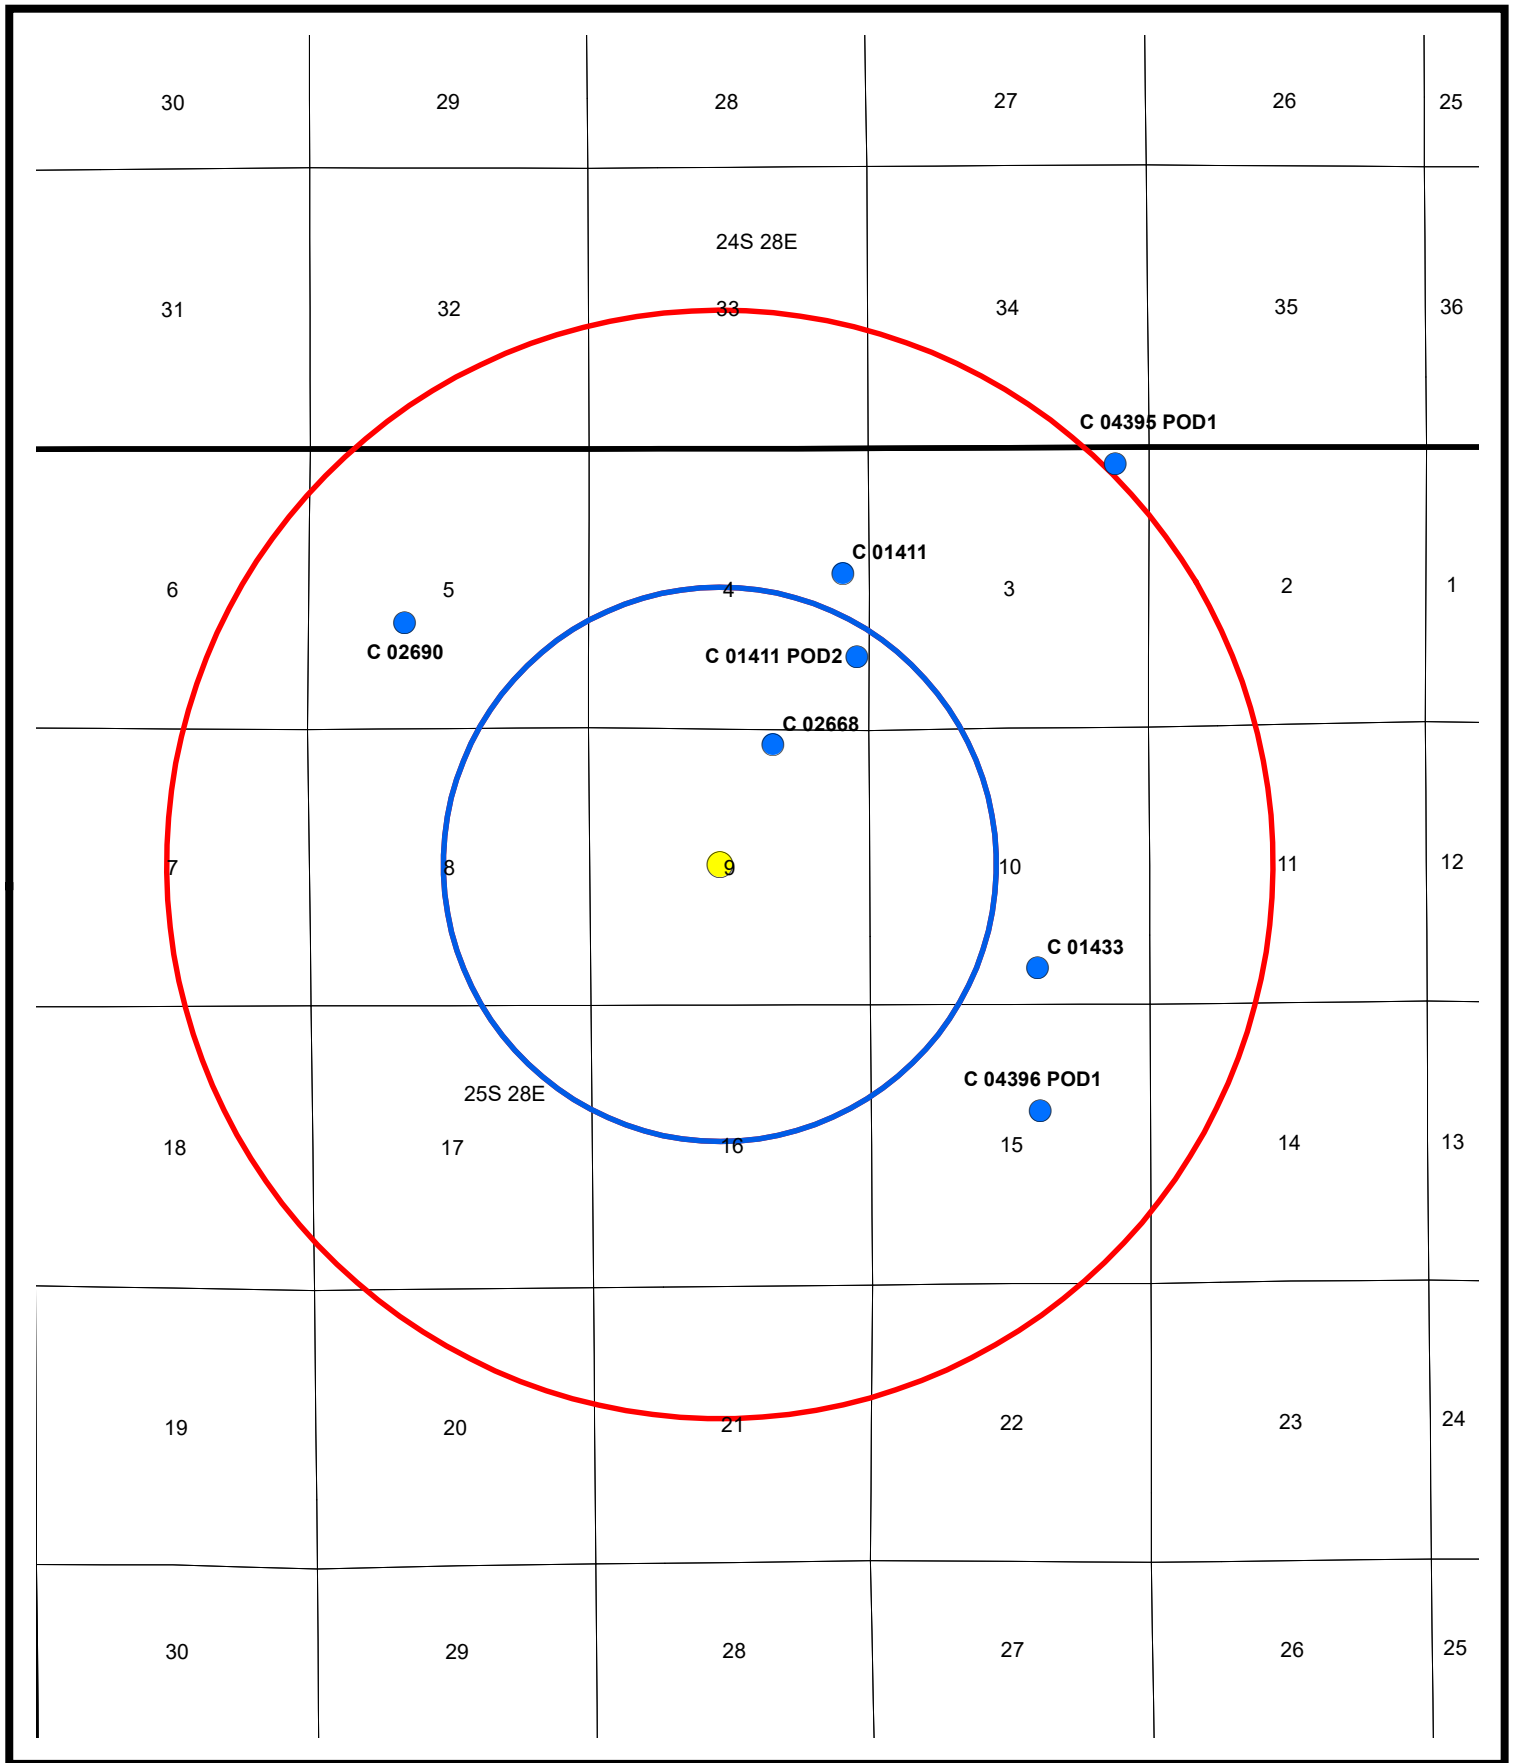 30 29 28 27 26 25
24S 28E
31 32 33 34 35 36
C 04395 POD1
C 01411
6 5 4 3 2 1
C 02690
C 01411 POD2
C 02668
7 8 9 10 11 12
C 01433
C 04396 POD1
25S 28E
18 17 16 15 14 13
19 20 21 22 23 24
30 29 28 27 26 25